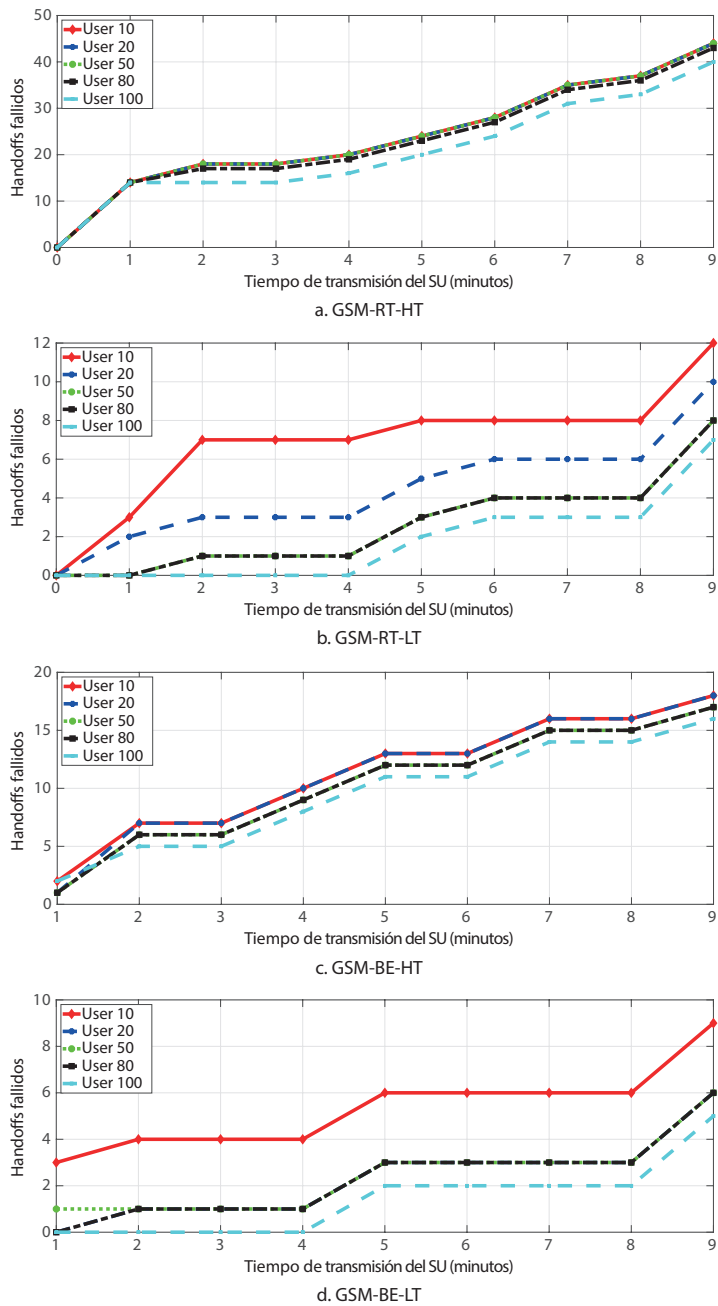 50
40
30
20
10
0
Handoffs fallidos
User 10
User 20
User 50
User 80
User 100
0 1 2 3 4 5 6 7 8 9
Tiempo de transmisión del SU (minutos)
a. GSM-RT-HT
12
10
8
6
4
2
0
Handoffs fallidos
User 10
User 20
User 50
User 80
User 100
0 1 2 3 4 5 6 7 8 9
Tiempo de transmisión del SU (minutos)
b. GSM-RT-LT
20
15
10
5
0
Handoffs fallidos
User 10
User 20
User 50
User 80
User 100
1 2 3 4 5 6 7 8 9
Tiempo de transmisión del SU (minutos)
c. GSM-BE-HT
10
8
6
4
2
0
Handoffs fallidos
User 10
User 20
User 50
User 80
User 100
1 2 3 4 5 6 7 8 9
Tiempo de transmisión del SU (minutos)
d. GSM-BE-LT